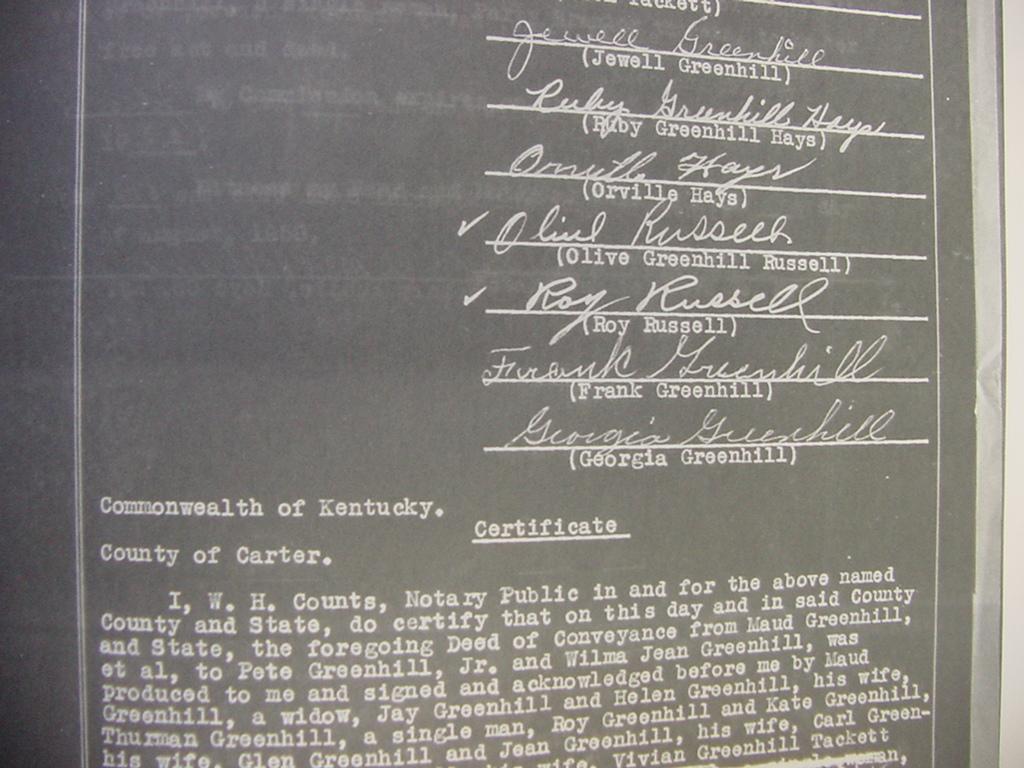 Tackett)
Jewell Greenhill
(Jewell Greenhill)
Ruby Greenhill Hays
(Ruby Greenhill Hays)
Orville Hays
(Orville Hays)
✓ Olive Russell
(Olive Greenhill Russell)
✓ Roy Russell
(Roy Russell)
Frank Greenhill
(Frank Greenhill)
Georgia Greenhill
(Georgia Greenhill)
Commonwealth of Kentucky.
Certificate
County of Carter.
I, W. H. Counts, Notary Public in and for the above named
County and State, do certify that on this day and in said County
and State, the foregoing Deed of Conveyance from Maud Greenhill,
et al, to Pete Greenhill, Jr. and Wilma Jean Greenhill, was
produced to me and signed and acknowledged before me by Maud
Greenhill, a widow, Jay Greenhill and Helen Greenhill, his wife,
Thurman Greenhill, a single man, Roy Greenhill and Kate Greenhill,
his wife, Glen Greenhill and Jean Greenhill, his wife, Carl Green-
his wife, Vivian Greenhill Tackett
single woman,